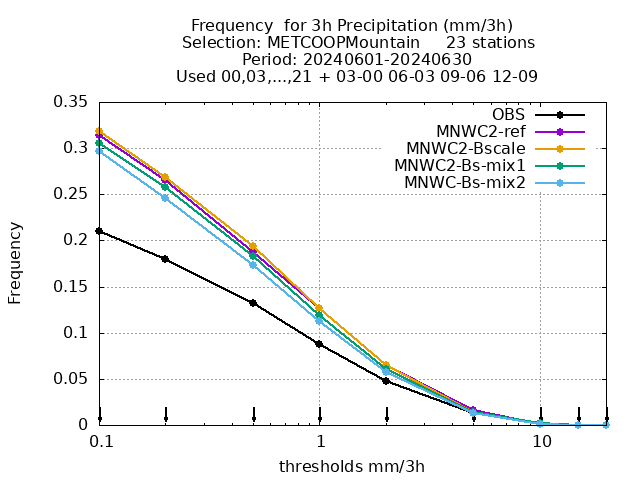 Frequency  for 3h Precipitation (mm/3h)
Selection: METCOOPMountain     23 stations
Period: 20240601-20240630
Used 00,03,...,21 + 03-00 06-03 09-06 12-09
0.35
0.3
0.25
0.2
0.15
0.1
0.05
0
Frequency
OBS
MNWC2-ref
MNWC2-Bscale
MNWC2-Bs-mix1
MNWC-Bs-mix2
0.1 1 10
thresholds mm/3h